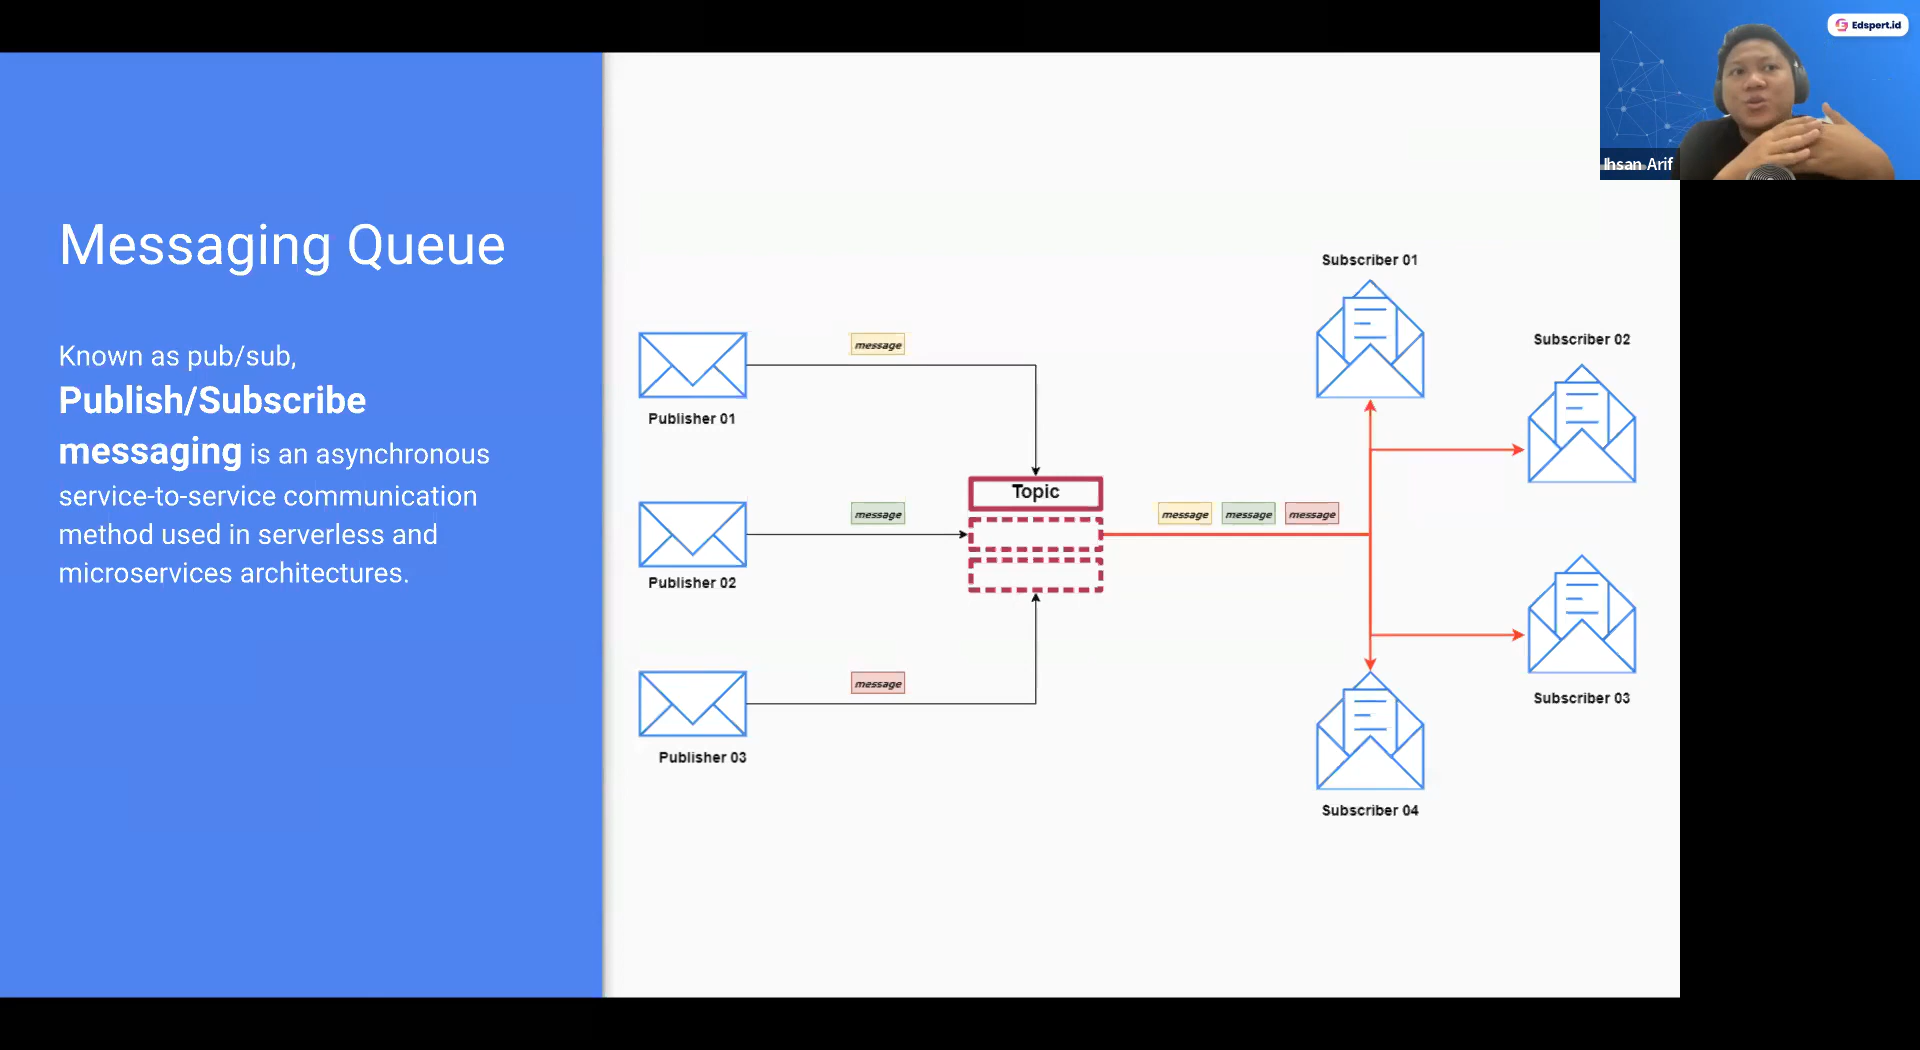 Edspert.id
Ihsan Arif
Messaging Queue
Known as pub/sub,
Publish/Subscribe
messaging is an asynchronous
service-to-service communication
method used in serverless and
microservices architectures.
message
Publisher 01
message
Publisher 02
message
Publisher 03
Topic
message message message
Subscriber 01
Subscriber 02
Subscriber 03
Subscriber 04